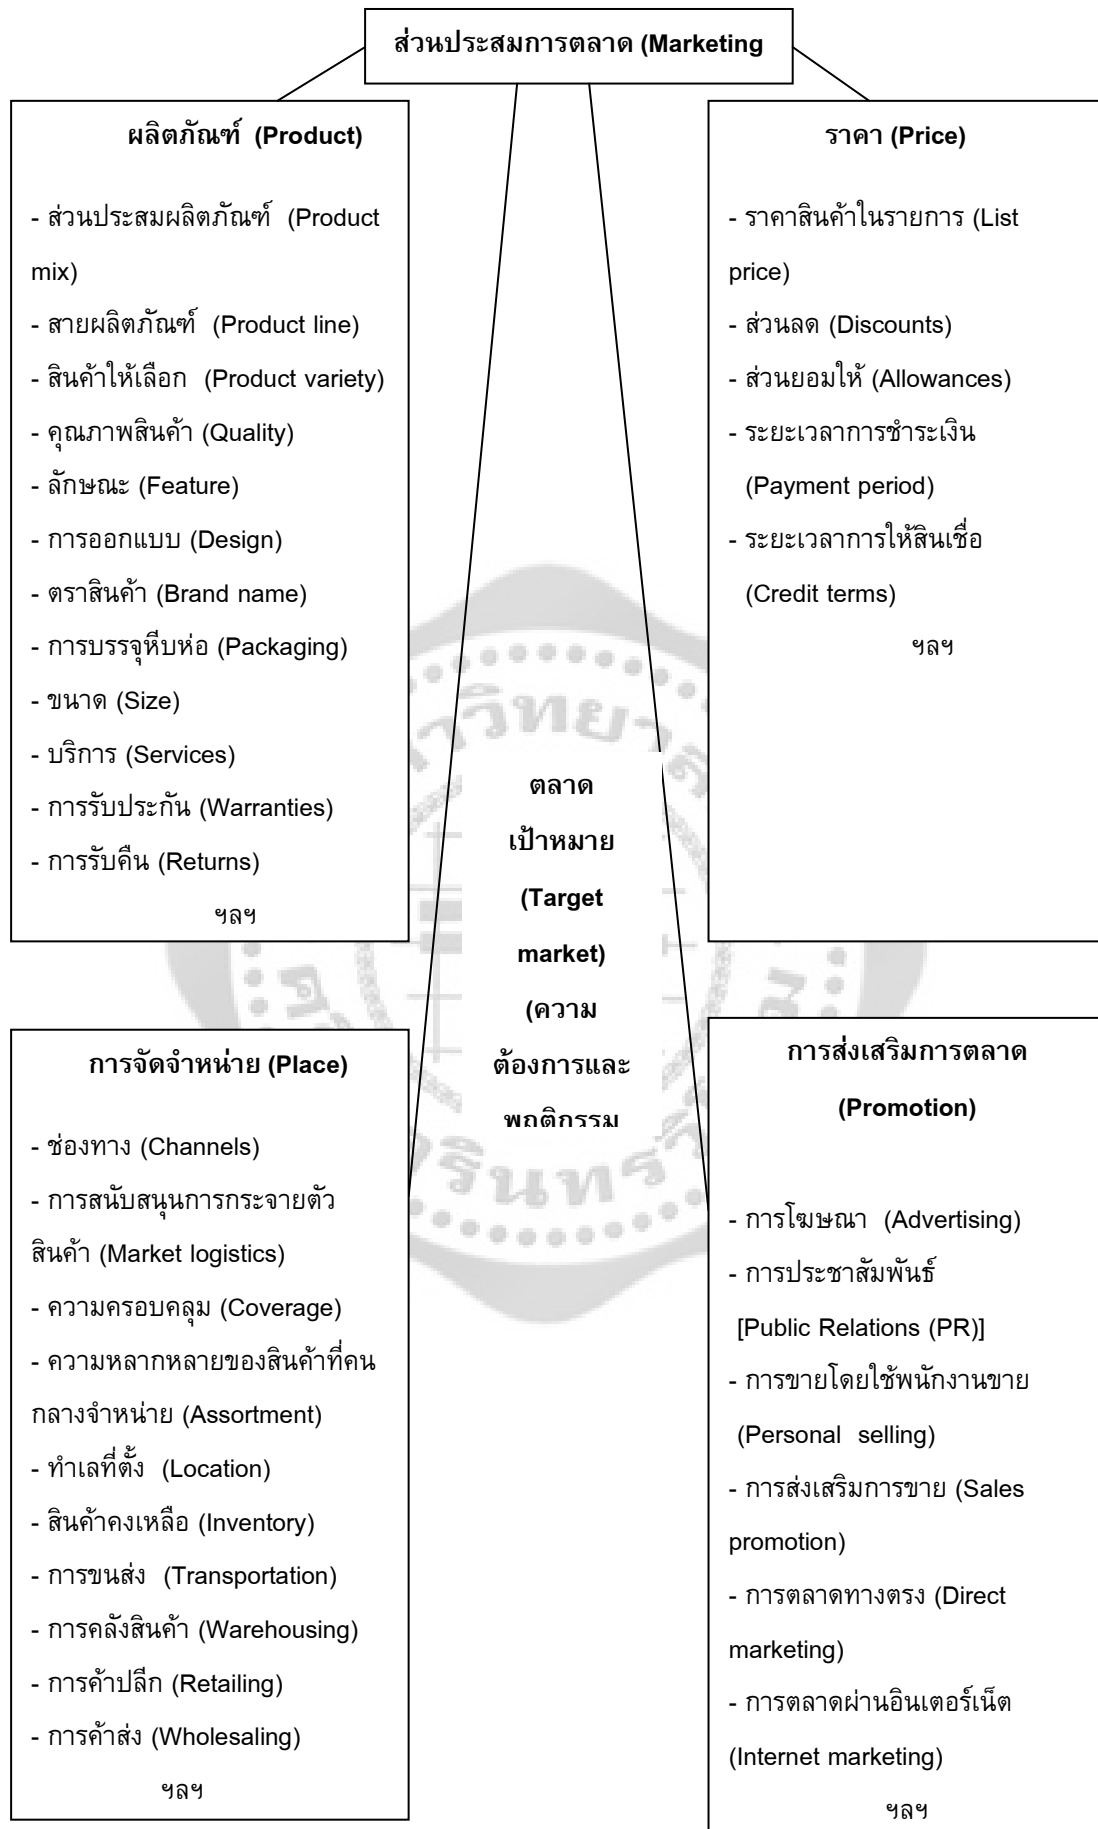 ส่วนประสมการตลาด (Marketing
ผลิตภัณฑ์ (Product)
- ส่วนประสมผลิตภัณฑ์ (Product
mix)
- สายผลิตภัณฑ์ (Product line)
- สินค้าให้เลือก (Product variety)
- คุณภาพสินค้า (Quality)
- ลักษณะ (Feature)
- การออกแบบ (Design)
- ตราสินค้า (Brand name)
- การบรรจุหีบห่อ (Packaging)
- ขนาด (Size)
- บริการ (Services)
- การรับประกัน (Warranties)
- การรับคืน (Returns)
ฯลฯ
ราคา (Price)
- ราคาสินค้าในรายการ (List
price)
- ส่วนลด (Discounts)
- ส่วนยอมให้ (Allowances)
- ระยะเวลาการชำระเงิน
(Payment period)
- ระยะเวลาการให้สินเชื่อ
(Credit terms)
ฯลฯ
ตลาด
เป้าหมาย
(Target
market)
(ความ
ต้องการและ
พฤติกรรม
การจัดจำหน่าย (Place)
- ช่องทาง (Channels)
- การสนับสนุนการกระจายตัว
สินค้า (Market logistics)
- ความครอบคลุม (Coverage)
- ความหลากหลายของสินค้าที่คน
กลางจำหน่าย (Assortment)
- ทำเลที่ตั้ง (Location)
- สินค้าคงเหลือ (Inventory)
- การขนส่ง (Transportation)
- การคลังสินค้า (Warehousing)
- การค้าปลีก (Retailing)
- การค้าส่ง (Wholesaling)
ฯลฯ
การส่งเสริมการตลาด
(Promotion)
- การโฆษณา (Advertising)
- การประชาสัมพันธ์
[Public Relations (PR)]
- การขายโดยใช้พนักงานขาย
(Personal selling)
- การส่งเสริมการขาย (Sales
promotion)
- การตลาดทางตรง (Direct
marketing)
- การตลาดผ่านอินเตอร์เน็ต
(Internet marketing)
ฯลฯ